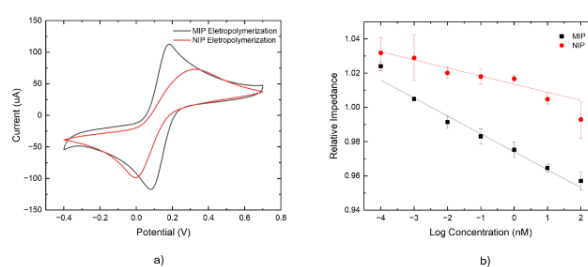 MIP Eletropolymerization
NIP Eletropolymerization
Current (uA)
100
50
0
-50
-100
-150
-0.4
-0.2
0.0
0.2
0.4
0.6
0.8
Potential (V)
a)
MIP
NIP
Relative Impedance
1.04
1.02
1.00
0.98
0.96
0.94
-4
-3
-2
-1
0
1
2
Log Concentration (nM)
b)